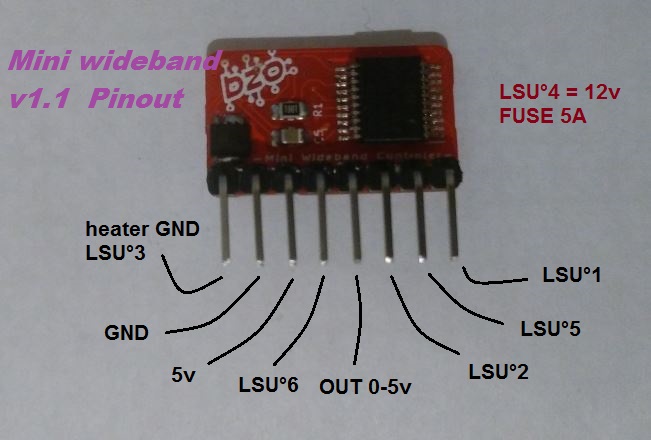 Mini wideband
v1.1 Pinout
DZO
LSU°4 = 12v
FUSE 5A
R1
C5
- Mini Wideband Controller -
heater GND
LSU°3
GND
5v
LSU°6
OUT 0-5v
LSU°2
LSU°5
LSU°1